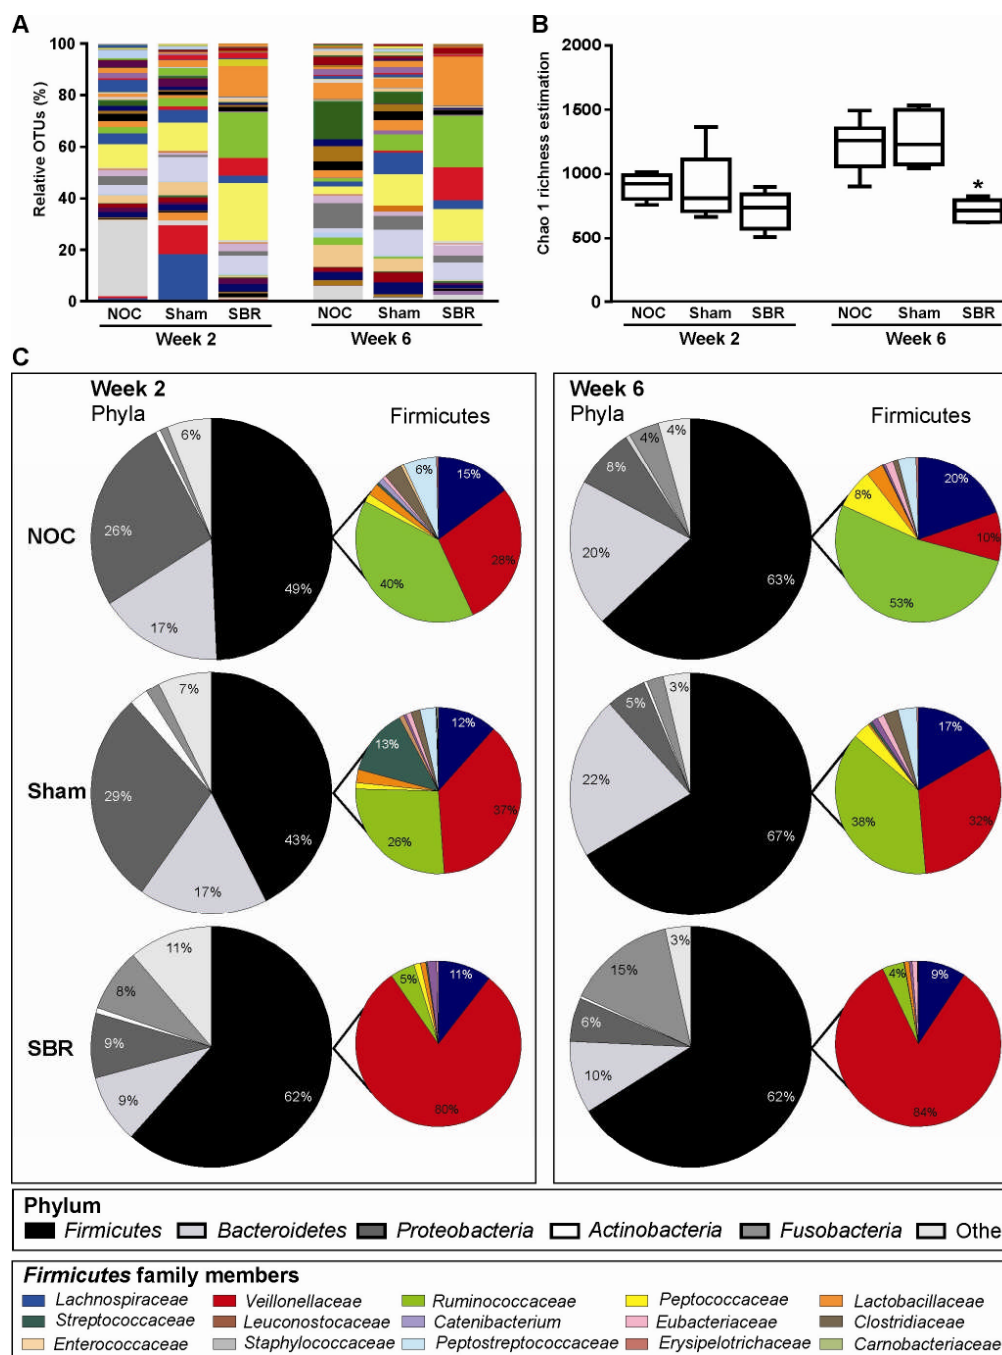 A
B
100
80
60
40
20
0
Relative OTUs (%)
NOC Sham SBR NOC Sham SBR
Week 2 Week 6
2000
1500
1000
500
0
Chao 1 richness estimation
*
NOC Sham SBR NOC Sham SBR
Week 2 Week 6
C
Week 2
Phyla Firmicutes
Week 6
Phyla Firmicutes
NOC
6% 26% 17% 49%
6% 15% 28% 40%
4% 4% 8% 20% 63%
20% 8% 10% 53%
Sham
7% 29% 17% 43%
13% 12% 37% 26%
3% 5% 22% 67%
17% 32% 38%
SBR
11% 8% 9% 9% 62%
5% 11% 80%
3% 15% 6% 10% 62%
4% 9% 84%
Phylum
Firmicutes Bacteroidetes Proteobacteria Actinobacteria Fusobacteria Othe
Firmicutes family members
Lachnospiraceae Veillonellaceae Ruminococcaceae Peptococcaceae Lactobacillaceae
Streptococcaceae Leuconostocaceae Catenibacterium Eubacteriaceae Clostridiaceae
Enterococcaceae Staphylococcaceae Peptostreptococcaceae Erysipelotrichaceae Carnobacteriaceae